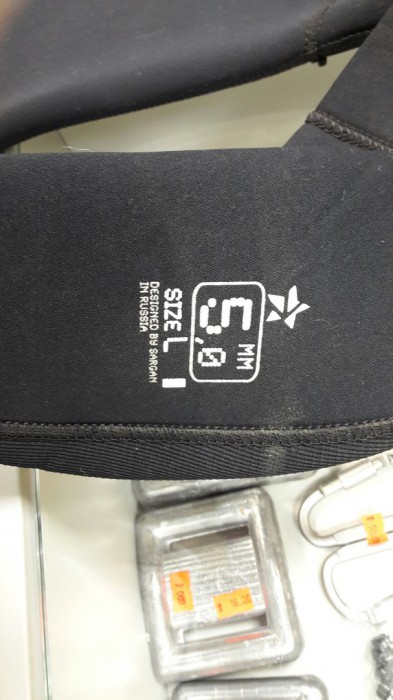 5,0 MM
SIZE L
DESIGNED BY SARGAN
IN RUSSIA